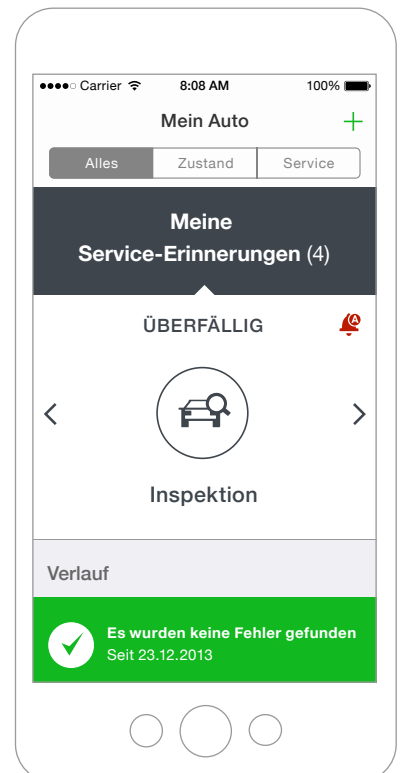 Carrier 8:08 AM 100%
Mein Auto
Alles Zustand Service
Meine
Service-Erinnerungen (4)
ÜBERFÄLLIG
A
Inspektion
Verlauf
Es wurden keine Fehler gefunden
Seit 23.12.2013